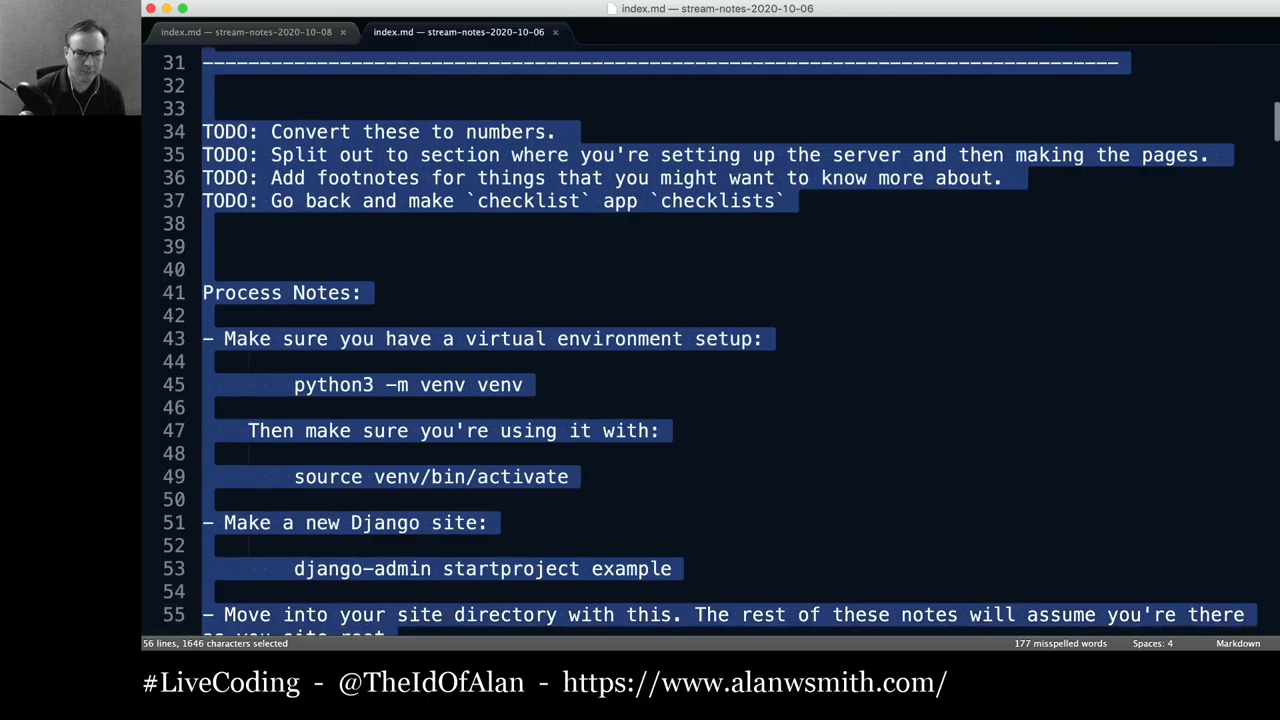 index.md — stream-notes-2020-10-06
index.md — stream-notes-2020-10-08 ×
index.md — stream-notes-2020-10-06 ×
31 --------------------------------------------------------------------------------
32
33
34 TODO: Convert these to numbers.
35 TODO: Split out to section where you're setting up the server and then making the pages.
36 TODO: Add footnotes for things that you might want to know more about.
37 TODO: Go back and make `checklist` app `checklists`
38
39
40
41 Process Notes:
42
43 - Make sure you have a virtual environment setup:
44
45 python3 -m venv venv
46
47 Then make sure you're using it with:
48
49 source venv/bin/activate
50
51 - Make a new Django site:
52
53 django-admin startproject example
54
55 - Move into your site directory with this. The rest of these notes will assume you're there
as you site root
56 lines, 1646 characters selected
177 misspelled words
Spaces: 4
Markdown
#LiveCoding - @TheIdOfAlan - https://www.alanwsmith.com/